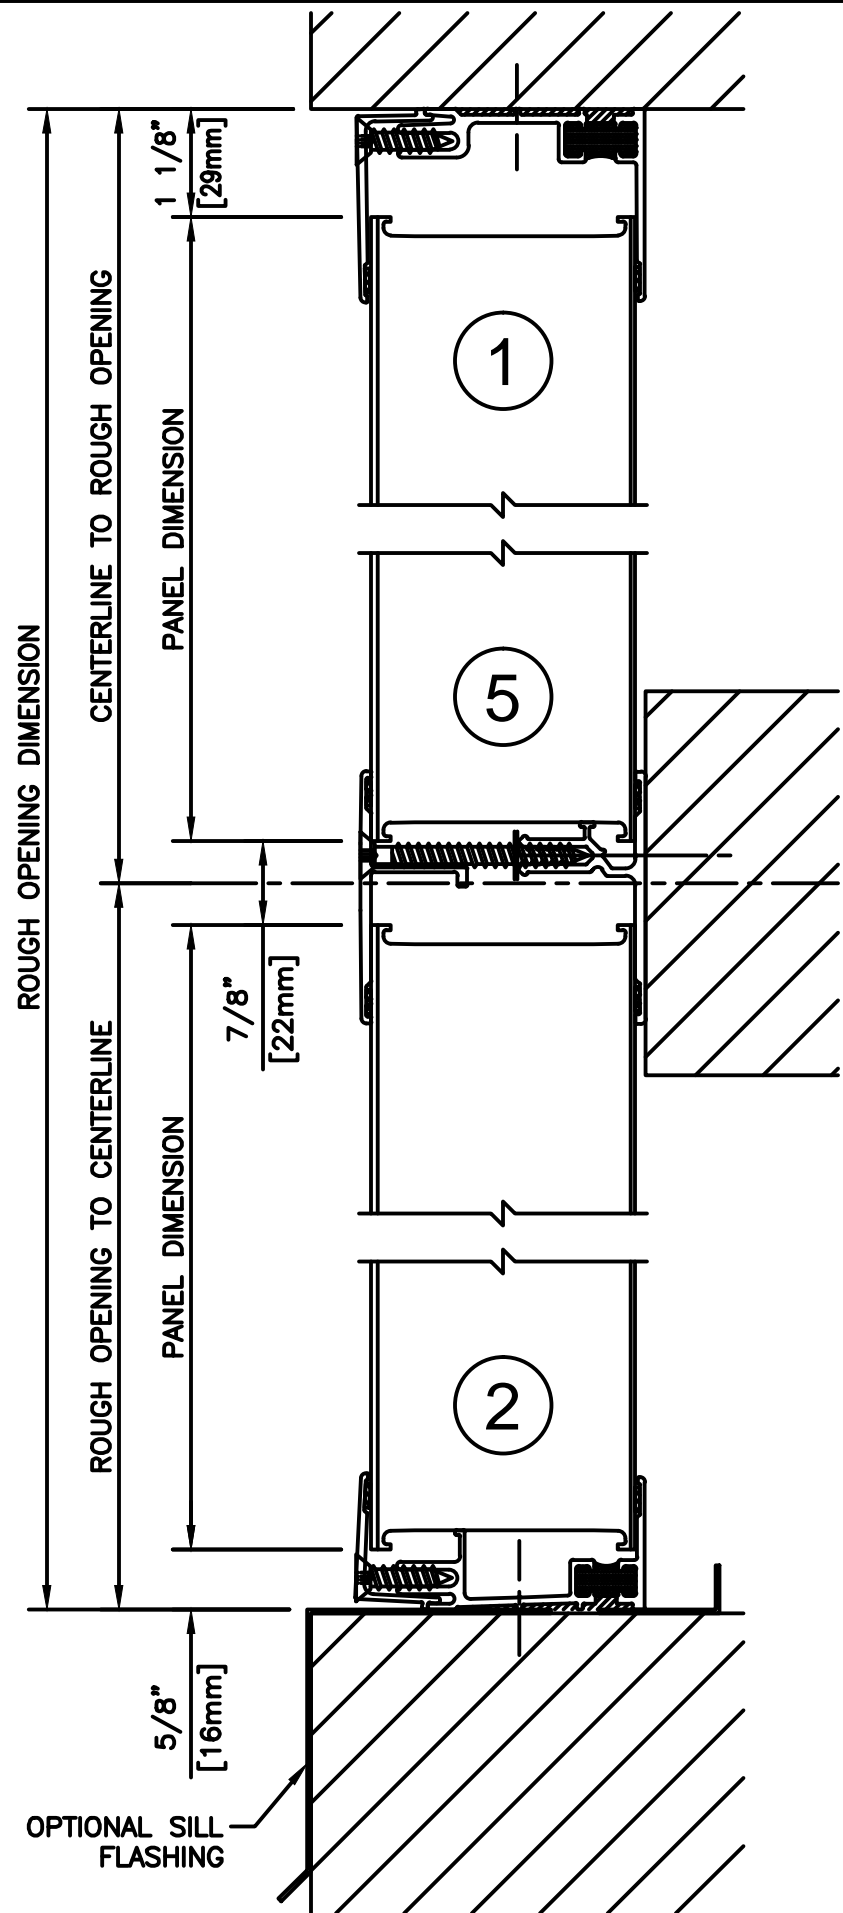 1 1/8”
[29mm]
CENTERLINE TO ROUGH OPENING
PANEL DIMENSION
ROUGH OPENING DIMENSION
1
5
7/8”
[22mm]
ROUGH OPENING TO CENTERLINE
PANEL DIMENSION
2
5/8”
[16mm]
OPTIONAL SILL
FLASHING